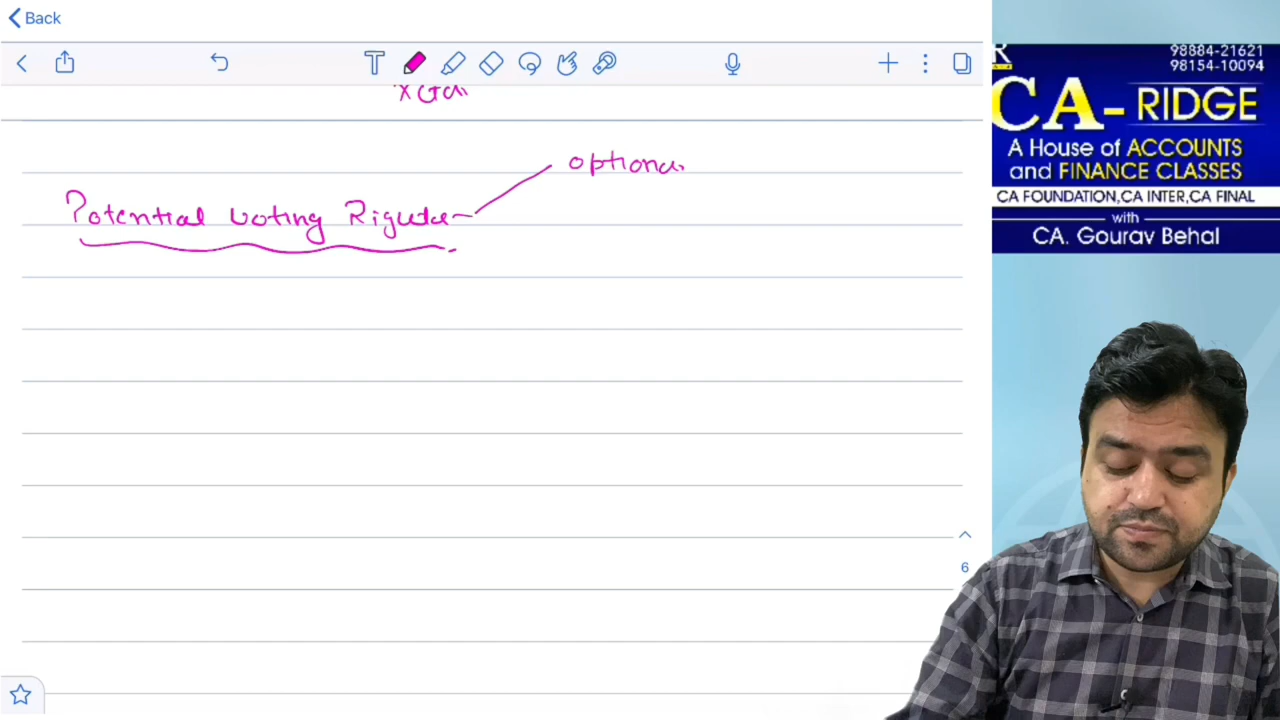 Back
optiona
Potential Voting Rights
6
R 98884-21621
98154-10094
CA-RIDGE
A House of ACCOUNTS
and FINANCE CLASSES
CA FOUNDATION,CA INTER,CA FINAL
with
CA. Gourav Behal